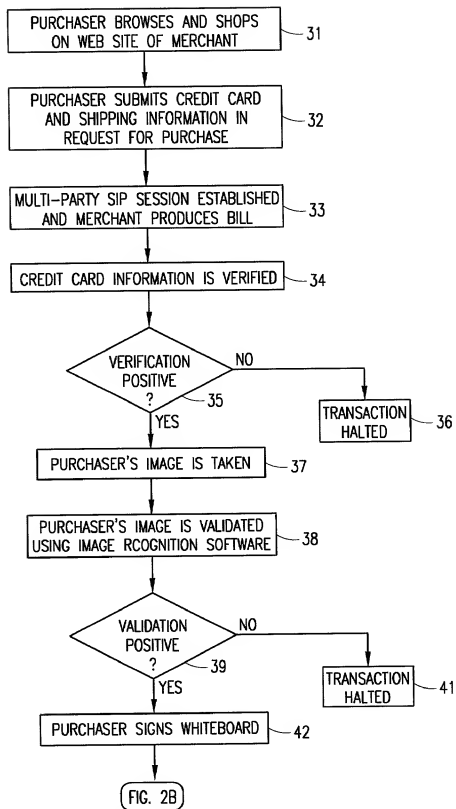 PURCHASER BROWSES AND SHOPS
ON WEB SITE OF MERCHANT
31
PURCHASER SUBMITS CREDIT CARD
AND SHIPPING INFORMATION IN
REQUEST FOR PURCHASE
32
MULTI-PARTY SIP SESSION ESTABLISHED
AND MERCHANT PRODUCES BILL
33
CREDIT CARD INFORMATION IS VERIFIED
34
VERIFICATION
POSITIVE
?
35
NO
YES
TRANSACTION
HALTED
36
PURCHASER'S IMAGE IS TAKEN
37
PURCHASER'S IMAGE IS VALIDATED
USING IMAGE RCOGNITION SOFTWARE
38
VALIDATION
POSITIVE
?
39
NO
YES
TRANSACTION
HALTED
41
PURCHASER SIGNS WHITEBOARD
42
FIG. 2B